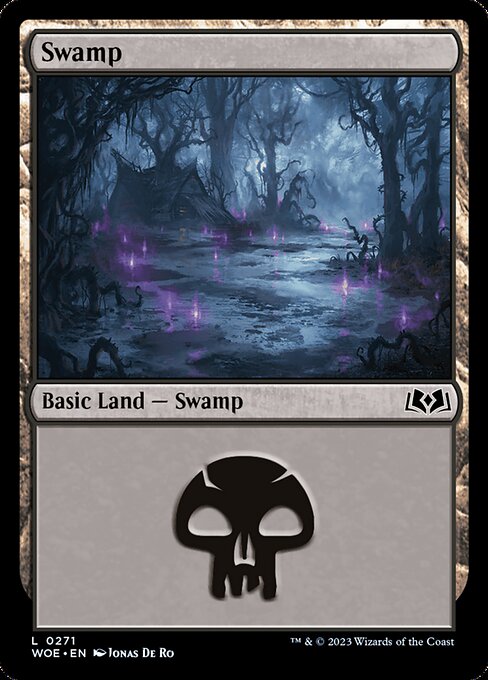 Swamp
Basic Land — Swamp
L 0271
™ & © 2023 Wizards of the Coast
WOE • EN Jonas De Ro